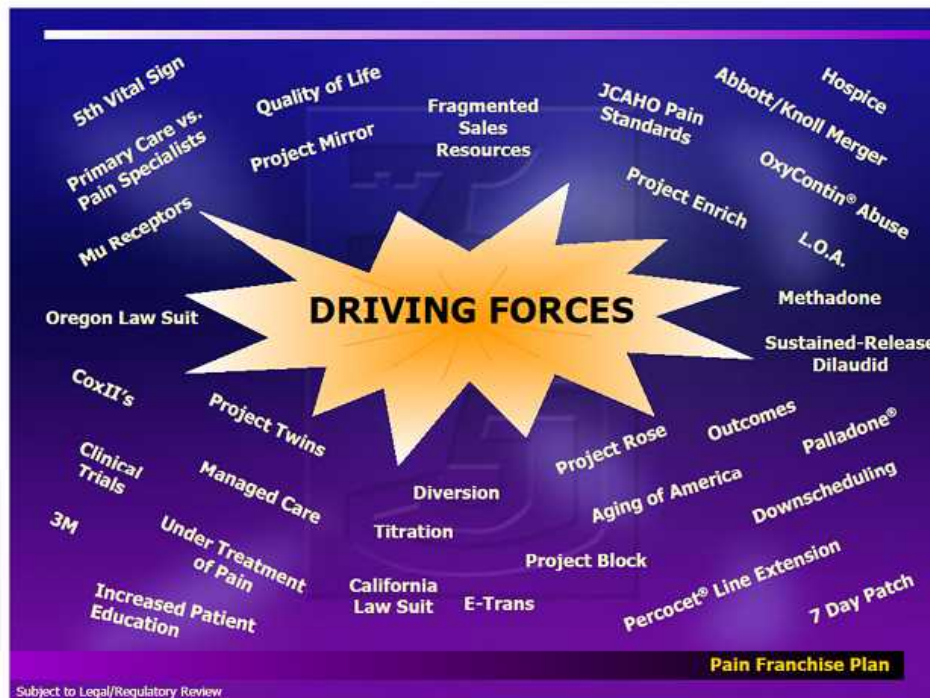 5th Vital Sign
Primary Care vs.
Pain Specialists
Mu Receptors
Quality of Life
Project Mirror
Fragmented
Sales
Resources
JCAHO Pain
Standards
Abbott/Knoll Merger
Hospice
Project Enrich
OxyContin® Abuse
L.O.A.
DRIVING FORCES
Oregon Law Suit
Methadone
Sustained-Release
Dilaudid
CoxII's
Project Twins
Clinical
Trials
Managed Care
3M
Under Treatment
of Pain
Increased Patient
Education
Diversion
Titration
California
Law Suit
E-Trans
Project Block
Project Rose
Outcomes
Palladone®
Aging of America
Downscheduling
Percocet® Line Extension
7 Day Patch
Pain Franchise Plan
Subject to Legal/Regulatory Review